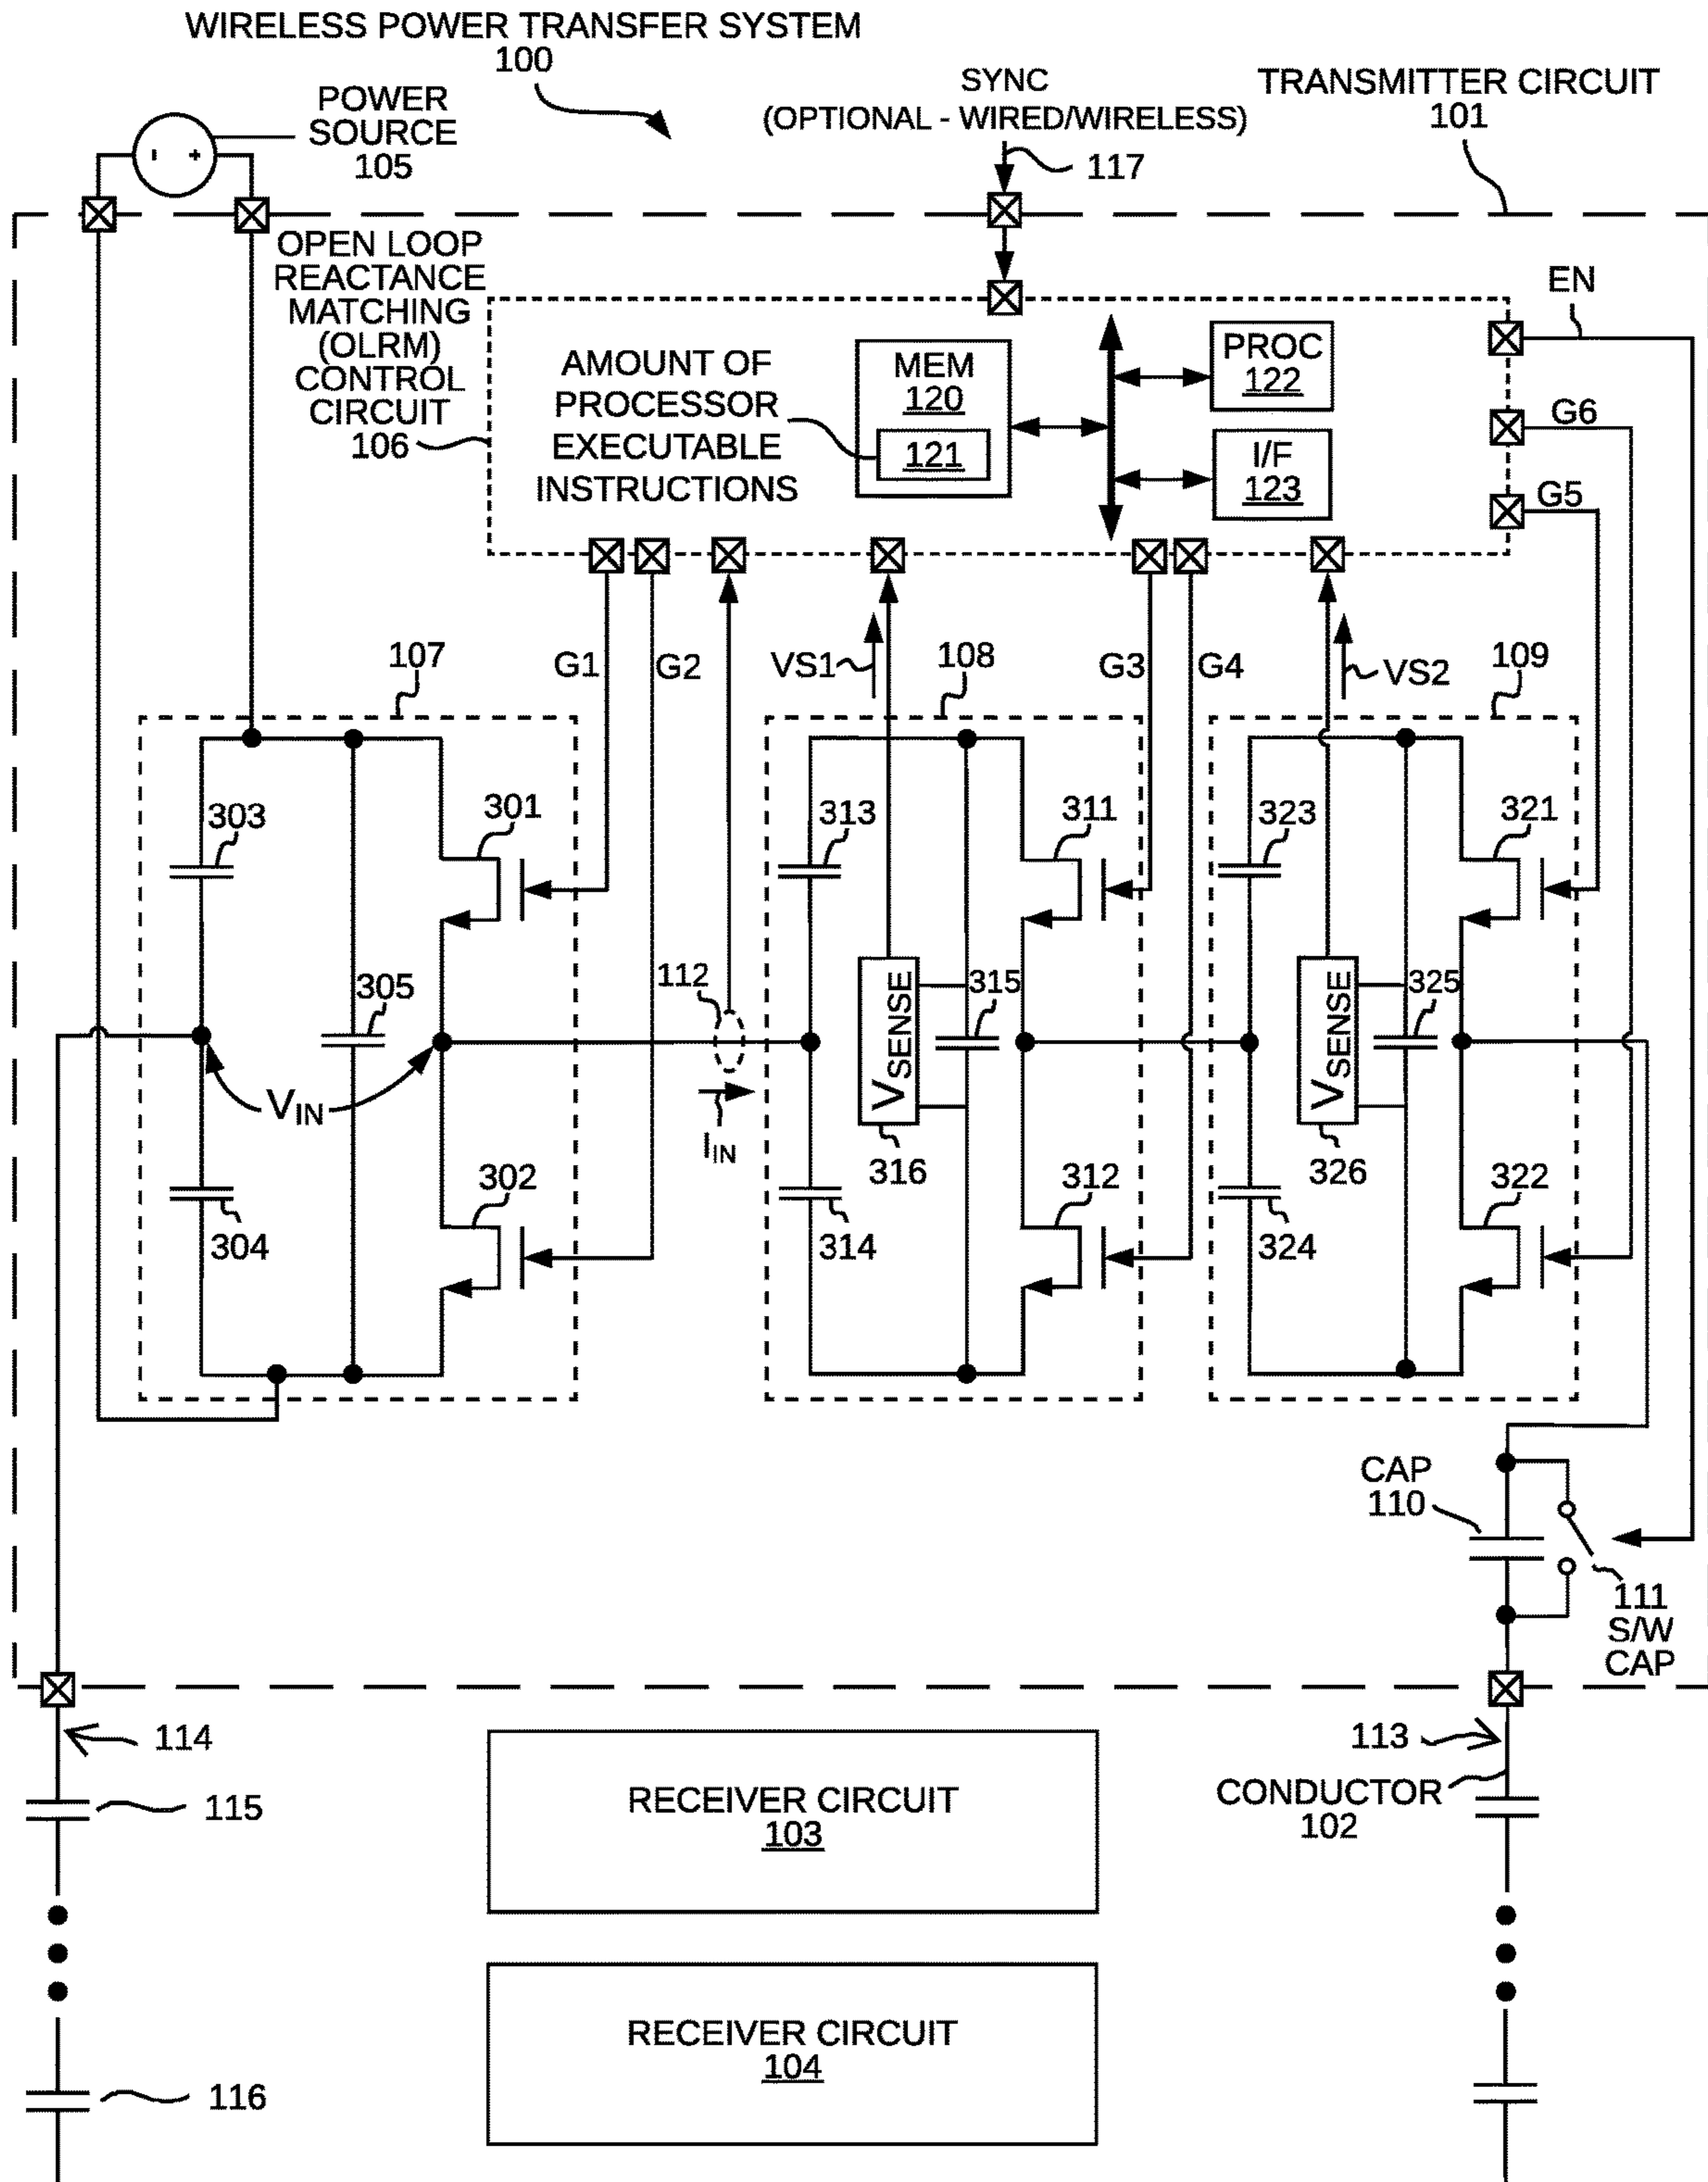 WIRELESS POWER TRANSFER SYSTEM
100
POWER
SOURCE
105
- +
SYNC
(OPTIONAL - WIRED/WIRELESS)
117
TRANSMITTER CIRCUIT
101
OPEN LOOP
REACTANCE
MATCHING
(OLRM)
CONTROL
CIRCUIT
106
AMOUNT OF
PROCESSOR
EXECUTABLE
INSTRUCTIONS
MEM
120
121
PROC
122
I/F
123
EN
G6
G5
107
G1
G2
VS1
108
G3
G4
VS2
109
303
301
313
311
323
321
305
112
315
325
VIN
IIN
VSENSE
VSENSE
316
326
304
302
314
312
324
322
CAP
110
111
S/W
CAP
114
113
115
CONDUCTOR
102
RECEIVER CIRCUIT
103
RECEIVER CIRCUIT
104
116